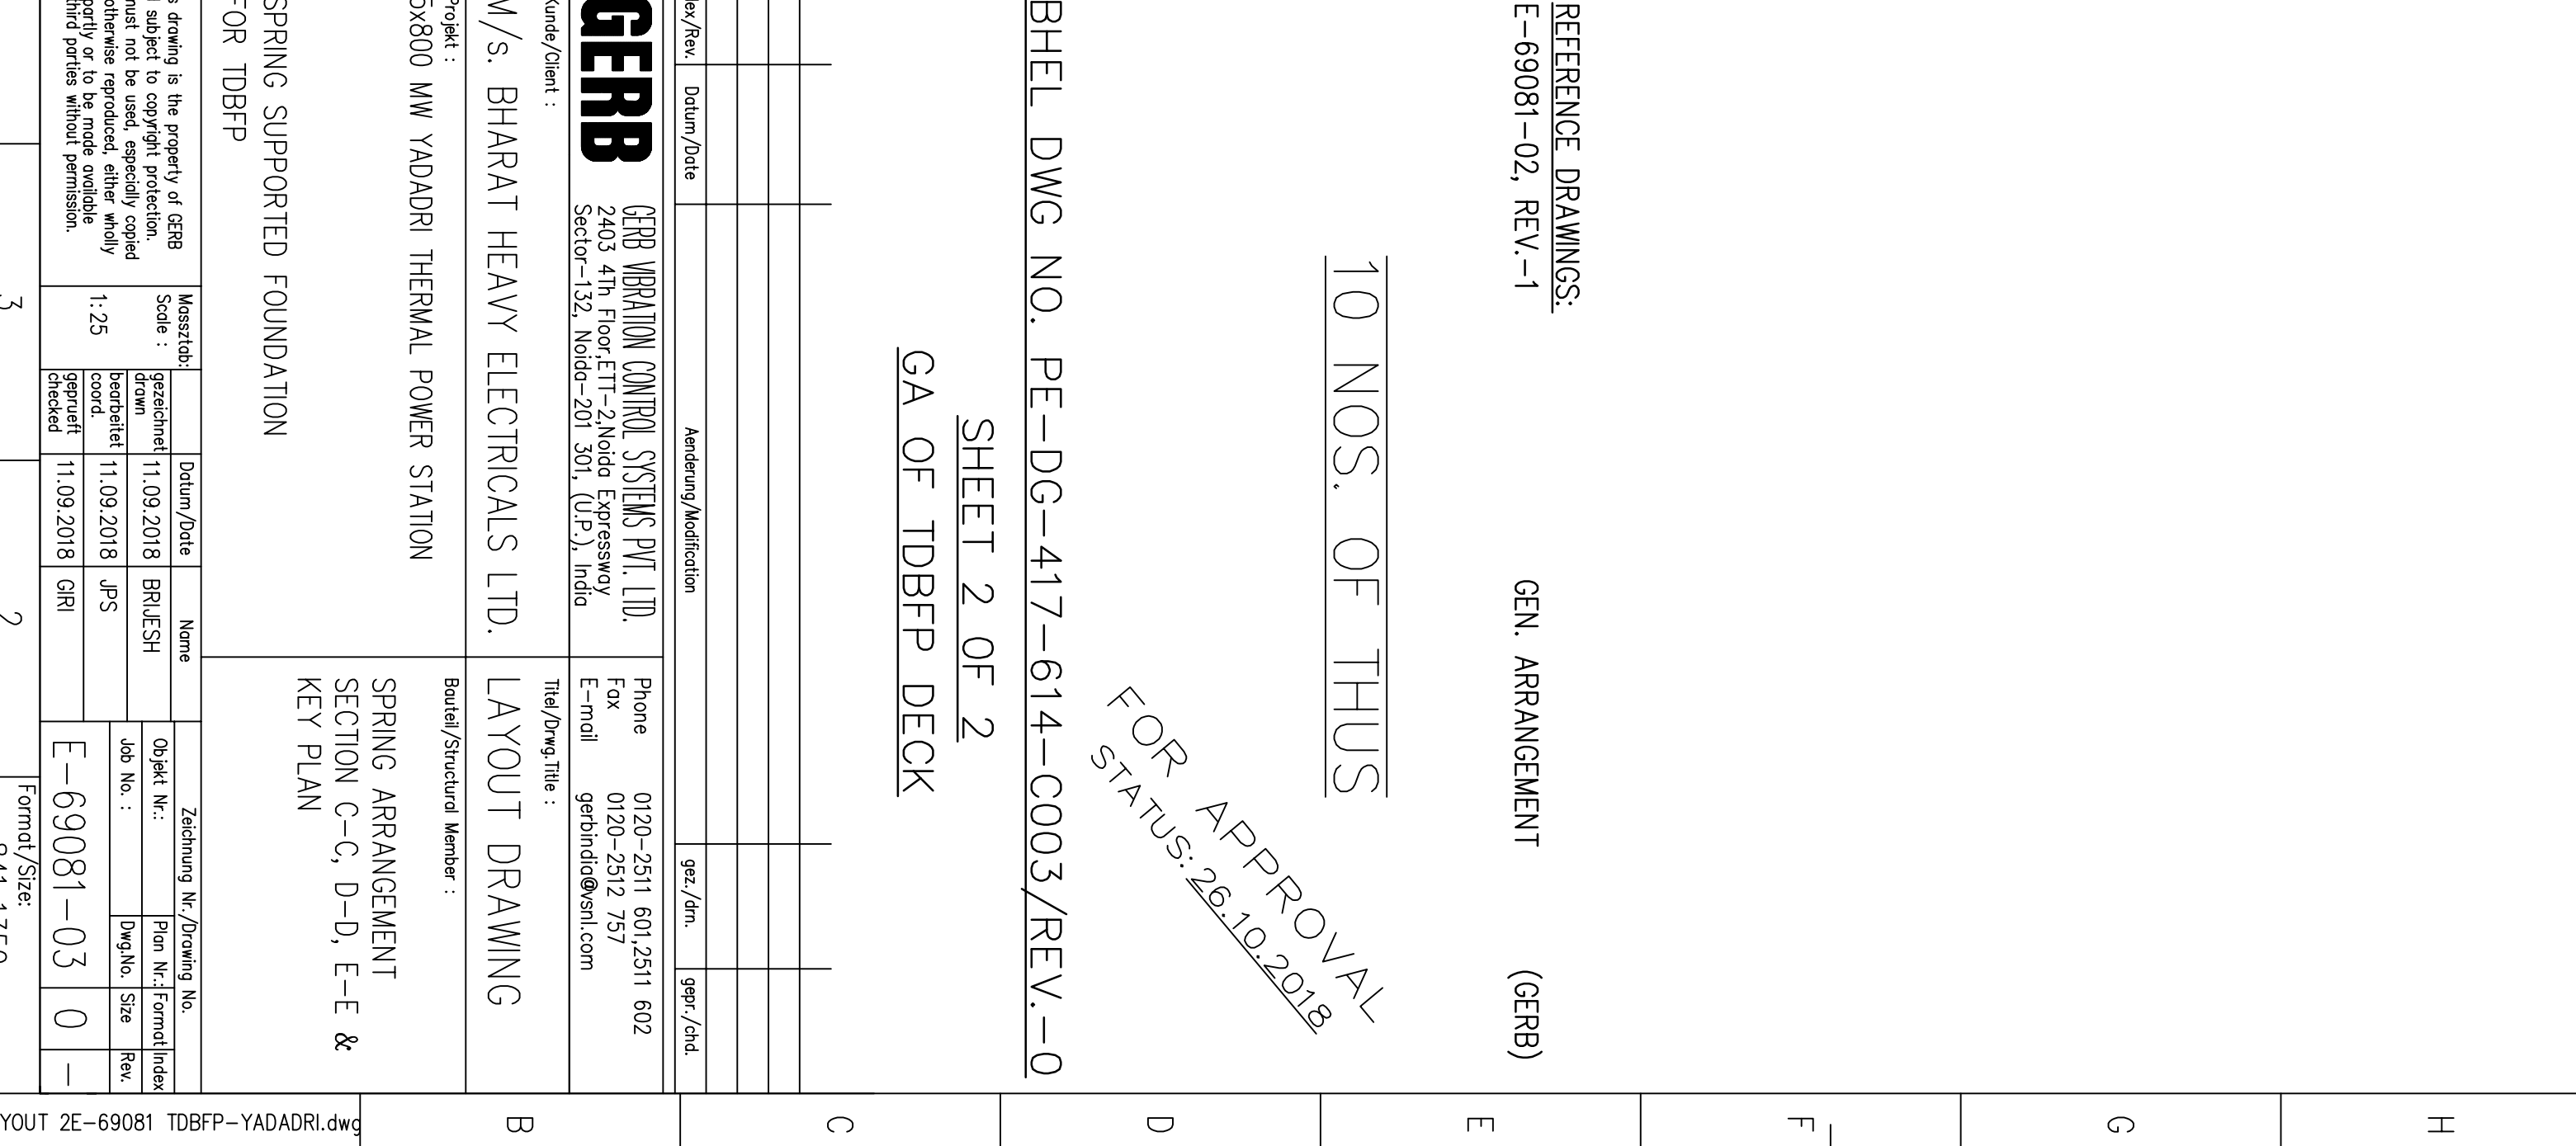 REFERENCE DRAWINGS:
E-69081-02, REV.-1 GEN. ARRANGEMENT (GERB)
10 NOS. OF THUS
FOR APPROVAL
STATUS: 26.10.2018
BHEL DWG NO. PE-DG-417-614-C003/REV.-0
SHEET 2 OF 2
GA OF TDBFP DECK
ex/Rev. Datum/Date Aenderung/Modification gez./drn. gepr./chd.
GERB
GERB VIBRATION CONTROL SYSTEMS PVT. LTD.
2403 4Th Floor,ETT-2,Noida Expressway
Sector-132, Noida-201 301, (U.P.), India
Phone 0120-2511 601,2511 602
Fax 0120-2512 757
E-mail gerbindia@vsnl.com
Kunde/Client :
M/s. BHARAT HEAVY ELECTRICALS LTD.
Titel/Drwg.Title :
LAYOUT DRAWING
Projekt :
5x800 MW YADADRI THERMAL POWER STATION
Bauteil/Structural Member :
SPRING ARRANGEMENT
SECTION C-C, D-D, E-E &
KEY PLAN
SPRING SUPPORTED FOUNDATION
FOR TDBFP
s drawing is the property of GERB
subject to copyright protection.
must not be used, especially copied
otherwise reproduced, either wholly
partly or to be made available
third parties without permission.
Massztab:
Scale :
1:25
Datum/Date Name
gezeichnet
drawn 11.09.2018 BRIJESH
bearbeitet
coord. 11.09.2018 JPS
geprueft
checked 11.09.2018 GIRI
Zeichnung Nr./Drawing No.
Objekt Nr.: Plan Nr.: Format Index
Job No. : Dwg.No. Size Rev.
E-69081-03 0 -
Format/Size:
3 2
YOUT 2E-69081 TDBFP-YADADRI.dwg
B C D E F G H